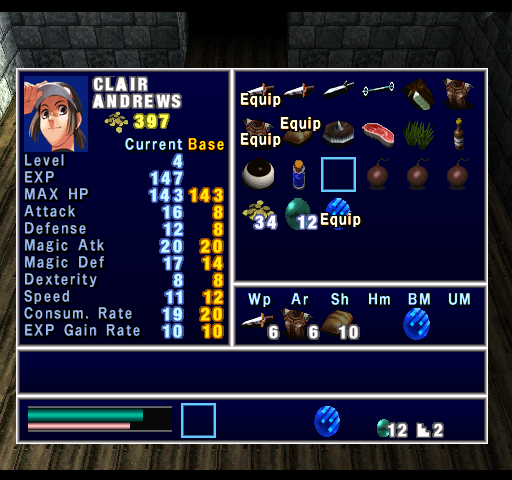 CLAIR
ANDREWS
397
Current Base
Level 4
EXP 147
MAX HP 143 143
Attack 16 8
Defense 12 8
Magic Atk 20 20
Magic Def 17 14
Dexterity 8 8
Speed 11 12
Consum. Rate 19 20
EXP Gain Rate 10 10
Equip
Equip
Equip
34 12 Equip
Wp Ar Sh Hm BM UM
6 6 10
12 2